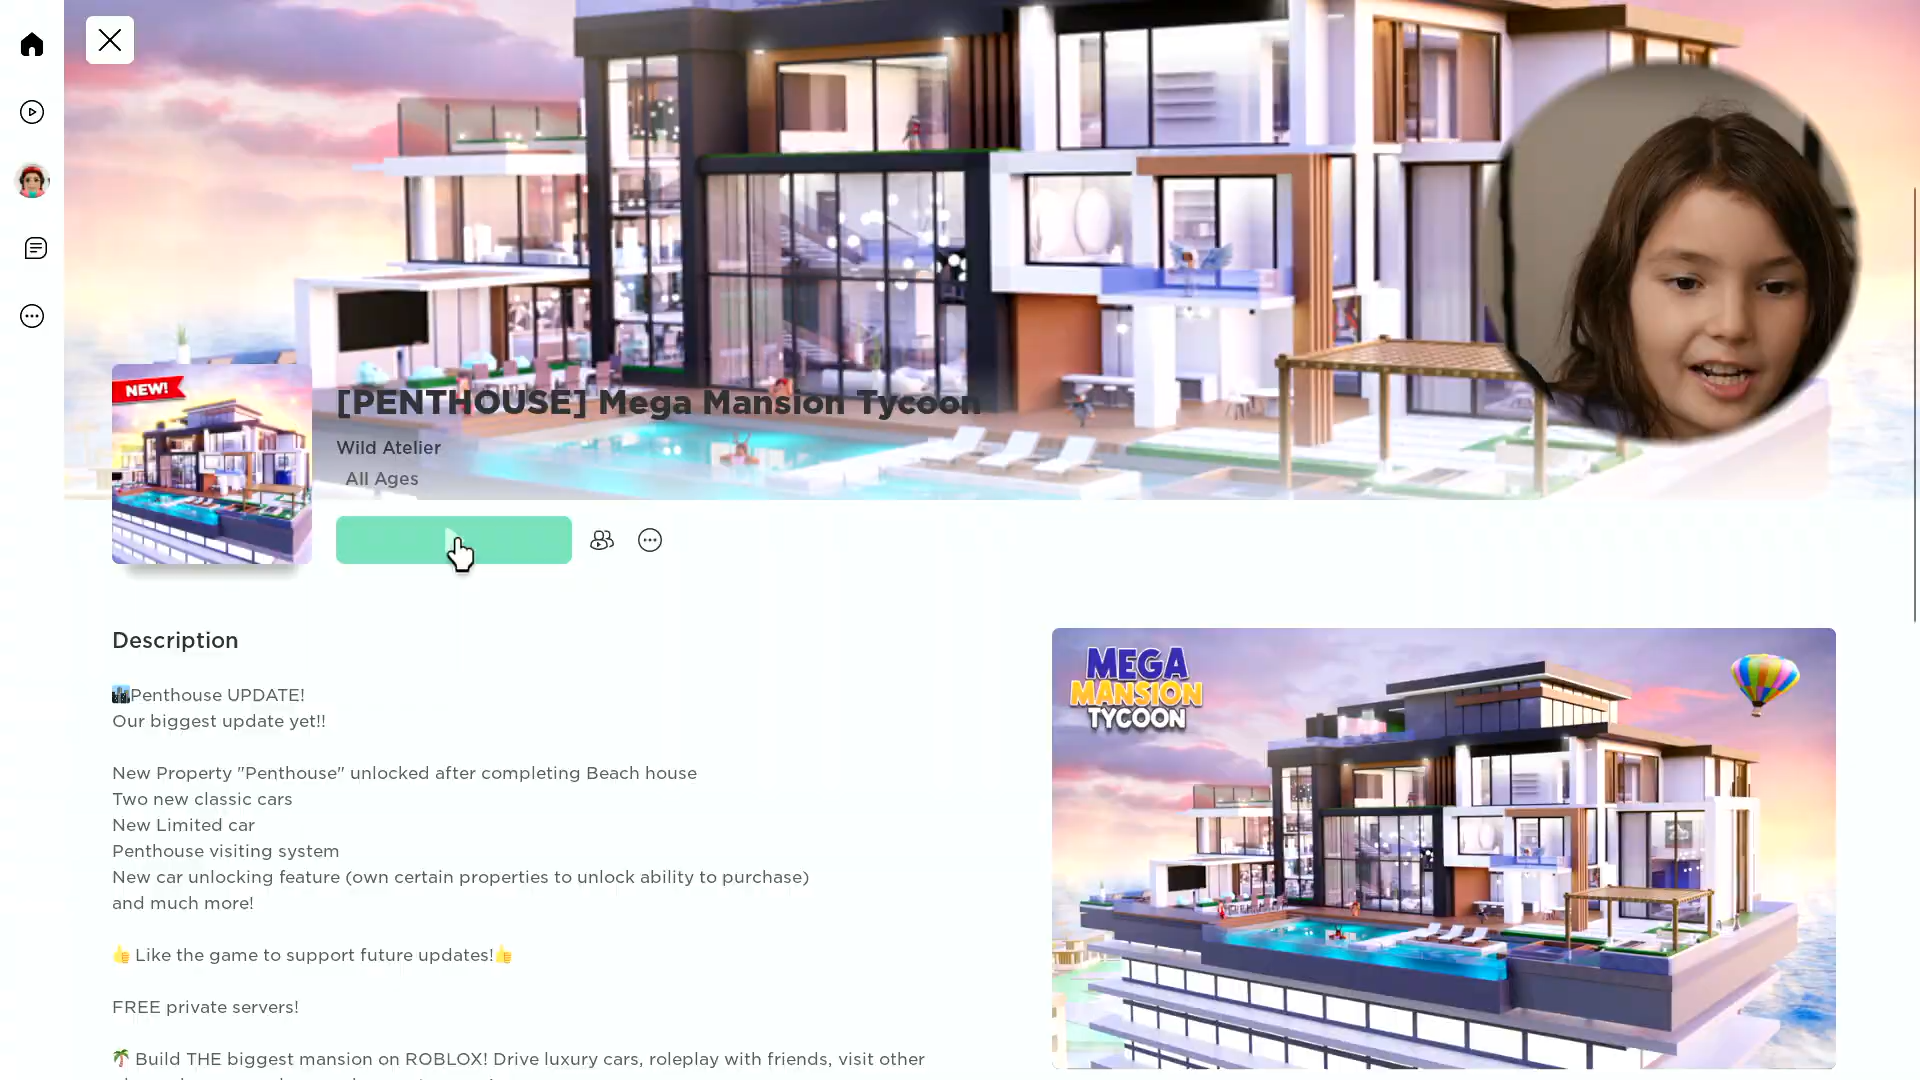 NEW!
[PENTHOUSE] Mega Mansion Tycoon
Wild Atelier
All Ages
Description
🏙️Penthouse UPDATE!
Our biggest update yet!!
New Property "Penthouse" unlocked after completing Beach house
Two new classic cars
New Limited car
Penthouse visiting system
New car unlocking feature (own certain properties to unlock ability to purchase)
and much more!
👍 Like the game to support future updates!👍
FREE private servers!
🌴 Build THE biggest mansion on ROBLOX! Drive luxury cars, roleplay with friends, visit other
MEGA
MANSION
TYCOON